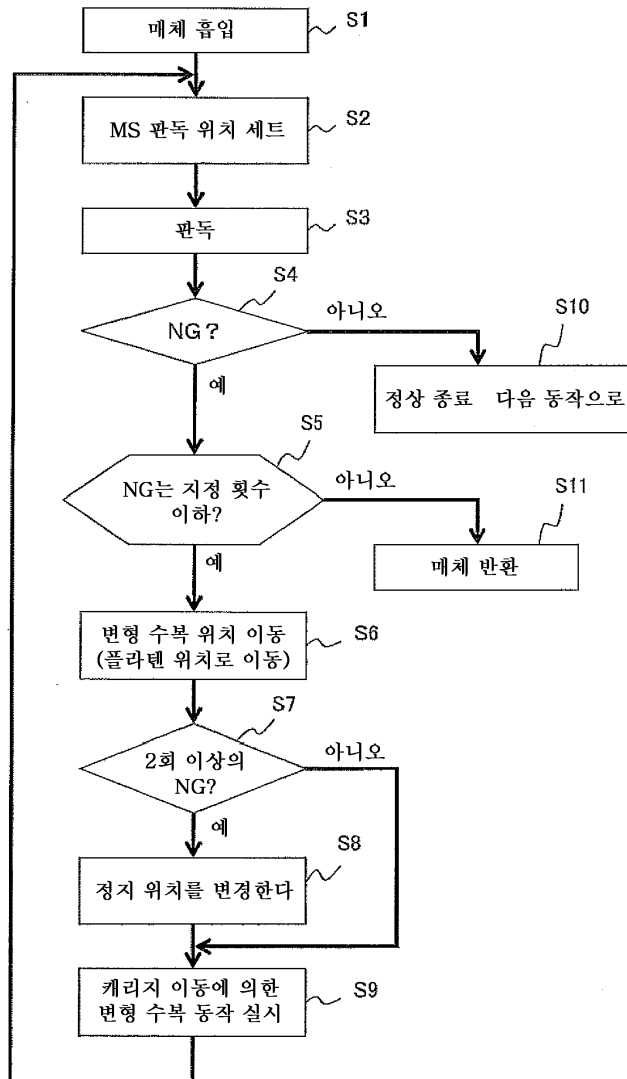 매체 흡입
S1
MS 판독 위치 세트
S2
판독
S3
S4
NG?
아니오
예
S10
정상 종료 다음 동작으로
S5
NG는 지정 횟수
이하?
아니오
예
S11
매체 반환
변형 수복 위치 이동
(플라텐 위치로 이동)
S6
S7
2회 이상의
NG?
아니오
예
S8
정지 위치를 변경한다
캐리지 이동에 의한
변형 수복 동작 실시
S9